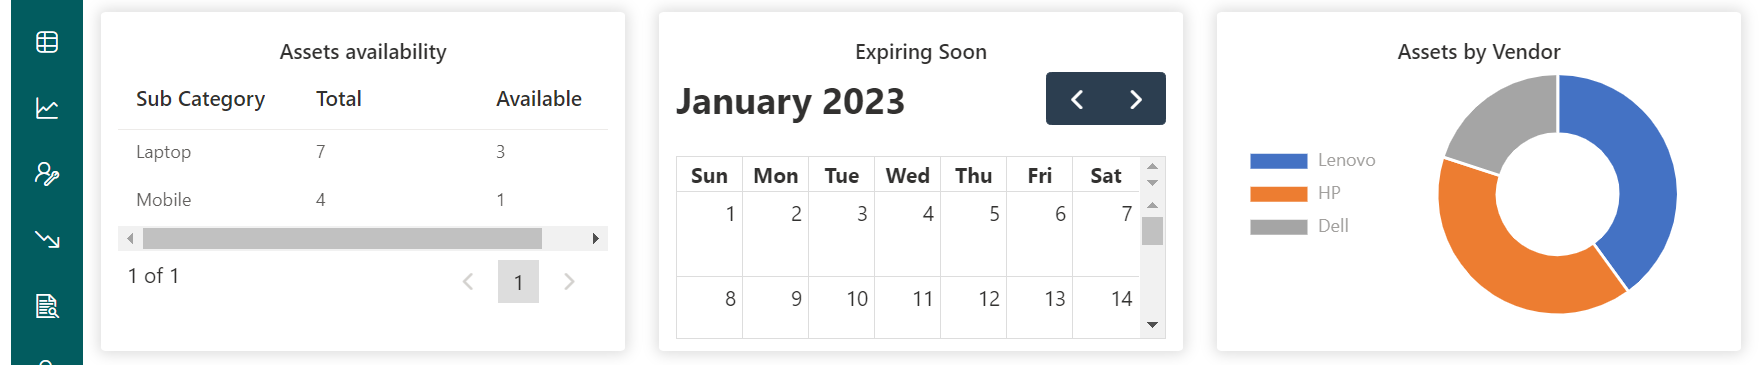 Assets availability
Sub Category Total Available
Laptop 7 3
Mobile 4 1
1 of 1
1
Expiring Soon
January 2023
Sun Mon Tue Wed Thu Fri Sat
1 2 3 4 5 6 7
8 9 10 11 12 13 14
Assets by Vendor
Lenovo
HP
Dell